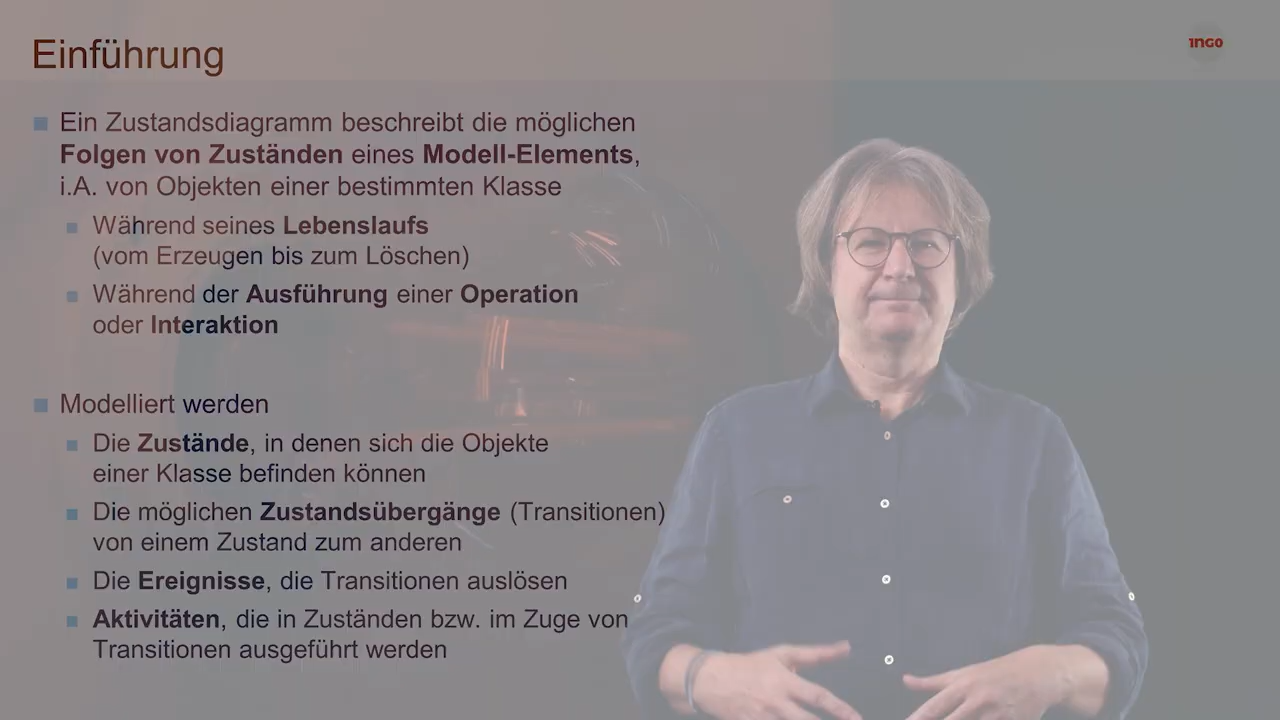 Einführung
1NGO
Ein Zustandsdiagramm beschreibt die möglichen
Folgen von Zuständen eines Modell-Elements,
i.A. von Objekten einer bestimmten Klasse
Während seines Lebenslaufs
(vom Erzeugen bis zum Löschen)
Während der Ausführung einer Operation
oder Interaktion
Modelliert werden
Die Zustände, in denen sich die Objekte
einer Klasse befinden können
Die möglichen Zustandsübergänge (Transitionen)
von einem Zustand zum anderen
Die Ereignisse, die Transitionen auslösen
Aktivitäten, die in Zuständen bzw. im Zuge von
Transitionen ausgeführt werden